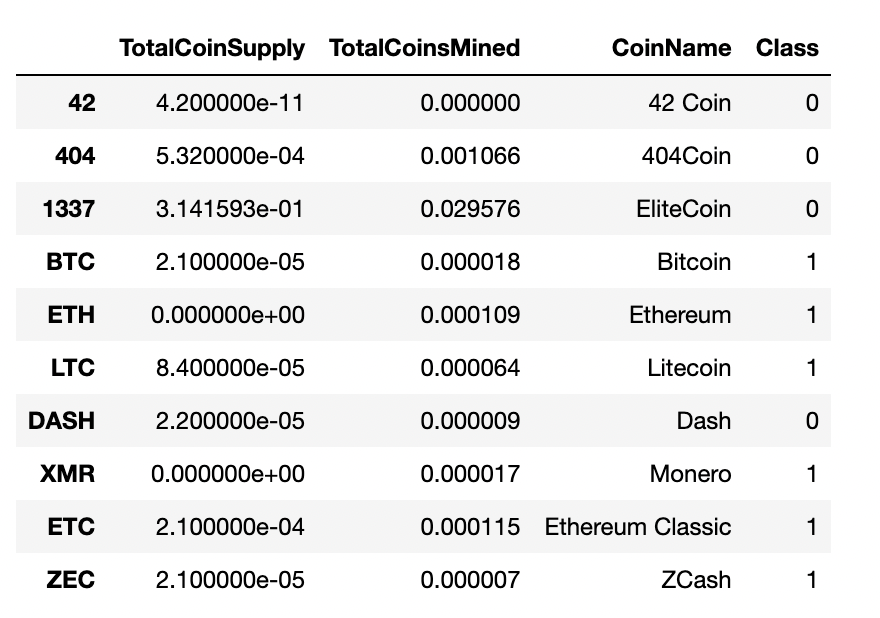 TotalCoinSupply TotalCoinsMined CoinName Class
42 4.200000e-11 0.000000 42 Coin 0
404 5.320000e-04 0.001066 404Coin 0
1337 3.141593e-01 0.029576 EliteCoin 0
BTC 2.100000e-05 0.000018 Bitcoin 1
ETH 0.000000e+00 0.000109 Ethereum 1
LTC 8.400000e-05 0.000064 Litecoin 1
DASH 2.200000e-05 0.000009 Dash 0
XMR 0.000000e+00 0.000017 Monero 1
ETC 2.100000e-04 0.000115 Ethereum Classic 1
ZEC 2.100000e-05 0.000007 ZCash 1